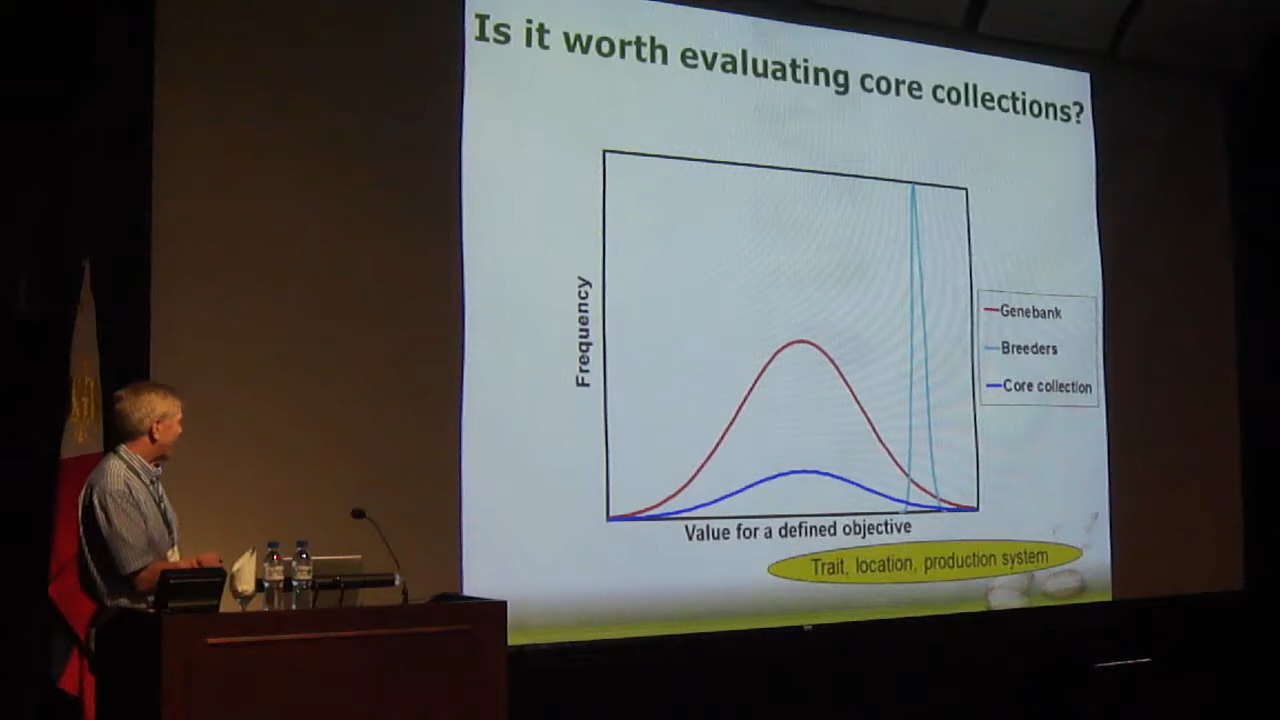 Is it worth evaluating core collections?
Frequency
Genebank
Breeders
Core collection
Value for a defined objective
Trait, location, production system